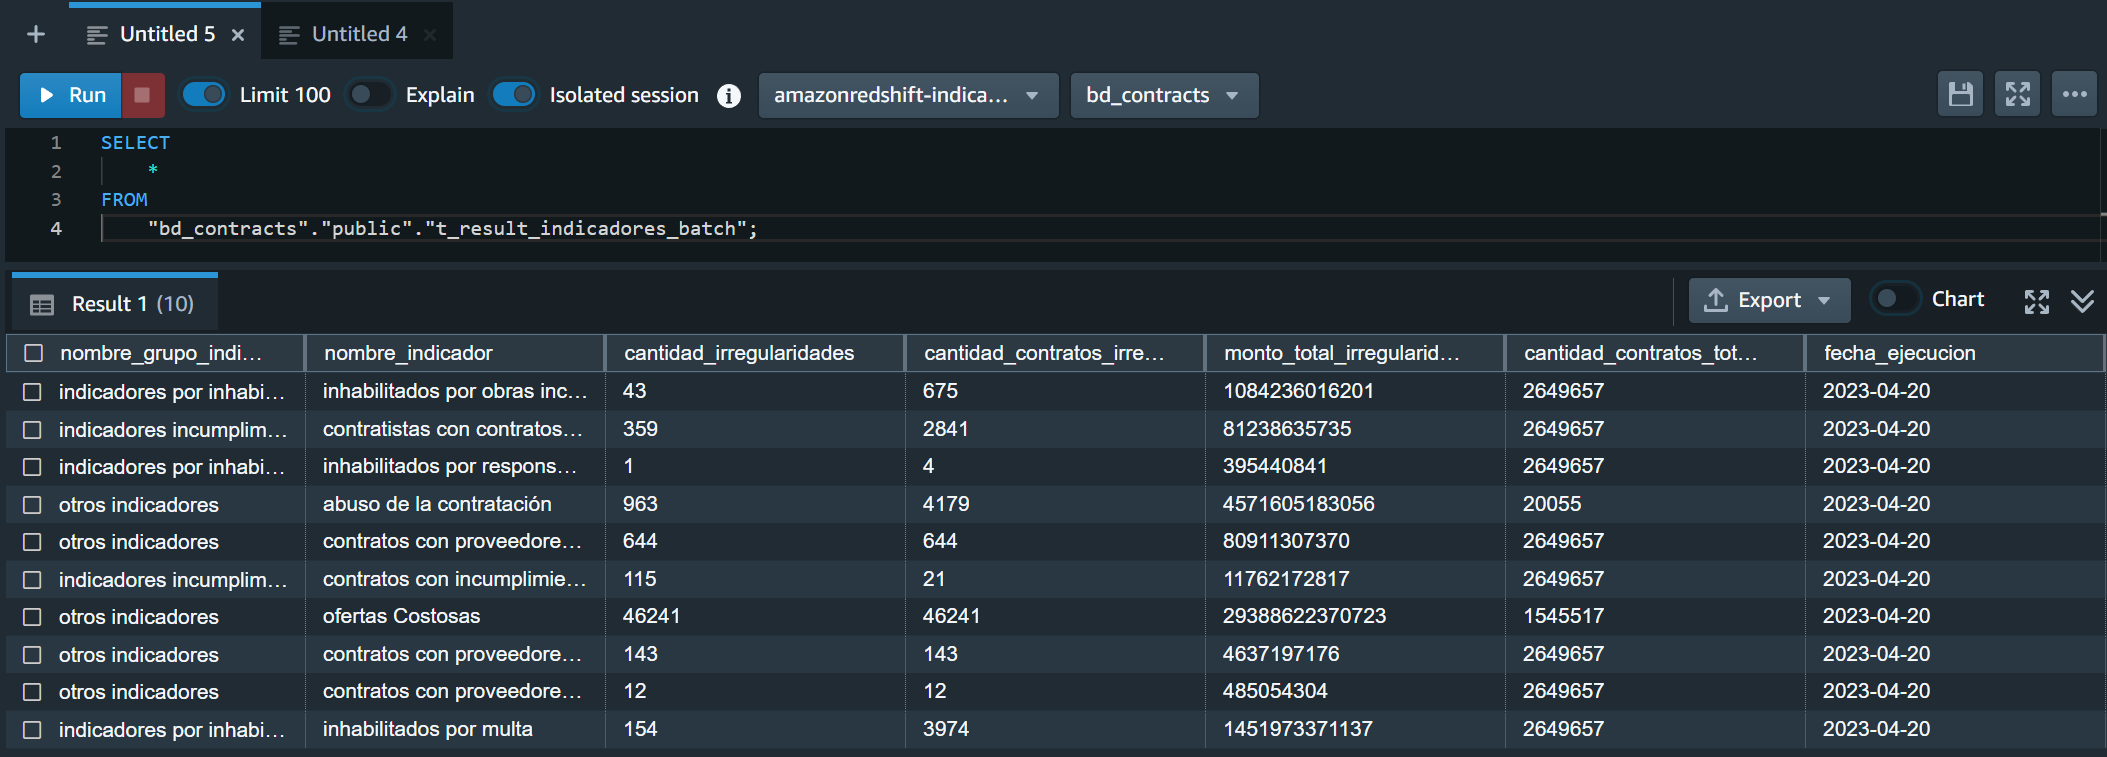 + Untitled 5 × Untitled 4 ×
Run Limit 100 Explain Isolated session i amazonredshift-indica... bd_contracts
1 SELECT
2 *
3 FROM
4 "bd_contracts"."public"."t_result_indicadores_batch";
Result 1 (10) Export Chart
nombre_grupo_indi... nombre_indicador cantidad_irregularidades cantidad_contratos_irre... monto_total_irregularid... cantidad_contratos_tot... fecha_ejecucion
indicadores por inhabi... inhabilitados por obras inc... 43 675 1084236016201 2649657 2023-04-20
indicadores incumplim... contratistas con contratos... 359 2841 81238635735 2649657 2023-04-20
indicadores por inhabi... inhabilitados por respons... 1 4 395440841 2649657 2023-04-20
otros indicadores abuso de la contratación 963 4179 4571605183056 20055 2023-04-20
otros indicadores contratos con proveedore... 644 644 80911307370 2649657 2023-04-20
indicadores incumplim... contratos con incumplimie... 115 21 11762172817 2649657 2023-04-20
otros indicadores ofertas Costosas 46241 46241 29388622370723 1545517 2023-04-20
otros indicadores contratos con proveedore... 143 143 4637197176 2649657 2023-04-20
otros indicadores contratos con proveedore... 12 12 485054304 2649657 2023-04-20
indicadores por inhabi... inhabilitados por multa 154 3974 1451973371137 2649657 2023-04-20